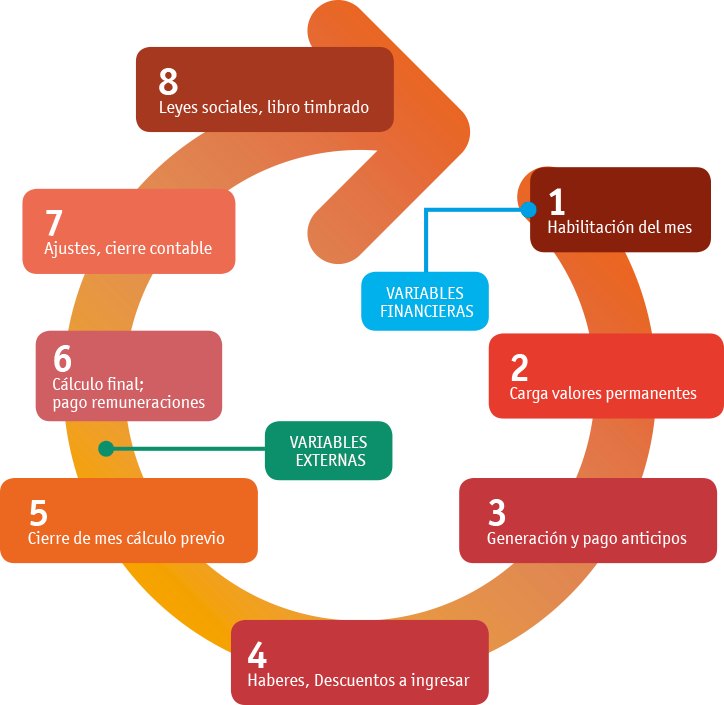 1
Habilitación del mes
VARIABLES
FINANCIERAS
2
Carga valores permanentes
3
Generación y pago anticipos
4
Haberes, Descuentos a ingresar
5
Cierre de mes cálculo previo
VARIABLES
EXTERNAS
6
Cálculo final;
pago remuneraciones
7
Ajustes, cierre contable
8
Leyes sociales, libro timbrado